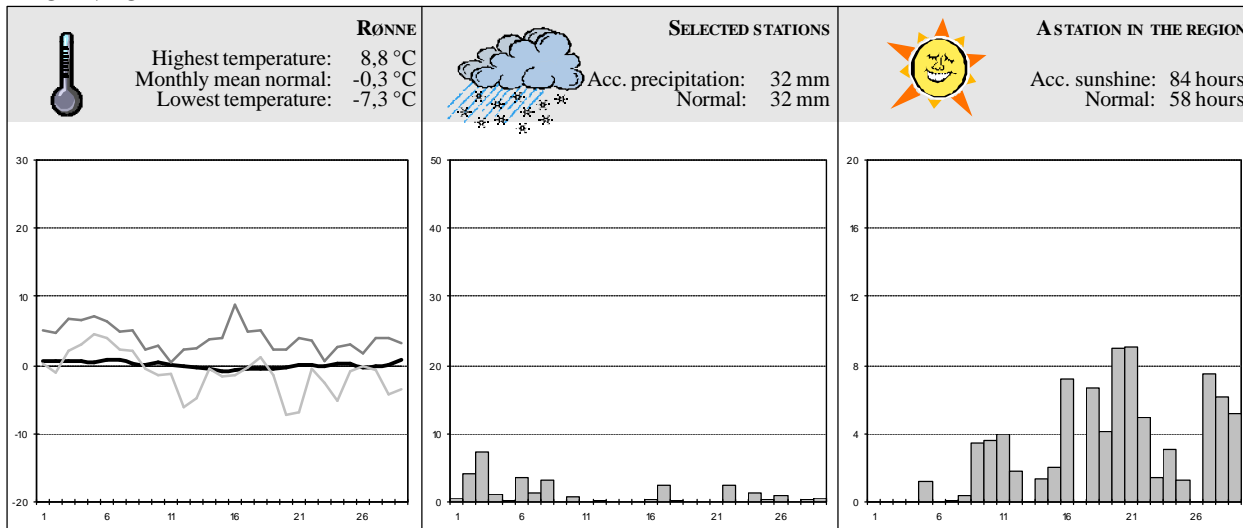 RØNNE
Highest temperature: 8,8 °C
Monthly mean normal: -0,3 °C
Lowest temperature: -7,3 °C
SELECTED STATIONS
Acc. precipitation: 32 mm
Normal: 32 mm
A STATION IN THE REGION
Acc. sunshine: 84 hours
Normal: 58 hours
30
20
10
0
-10
-20
1 6 11 16 21 26
50
40
30
20
10
0
1 6 11 16 21 26
20
16
12
8
4
0
1 6 11 16 21 26